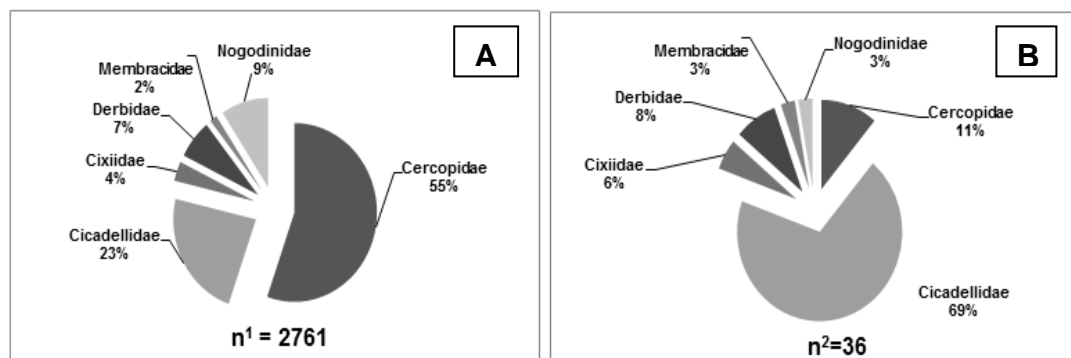 A
Nogodinidae
9%
Membracidae
2%
Derbidae
7%
Cixiidae
4%
Cercopidae
55%
Cicadellidae
23%
n¹ = 2761
B
Nogodinidae
3%
Membracidae
3%
Derbidae
8%
Cercopidae
11%
Cixiidae
6%
Cicadellidae
69%
n²=36